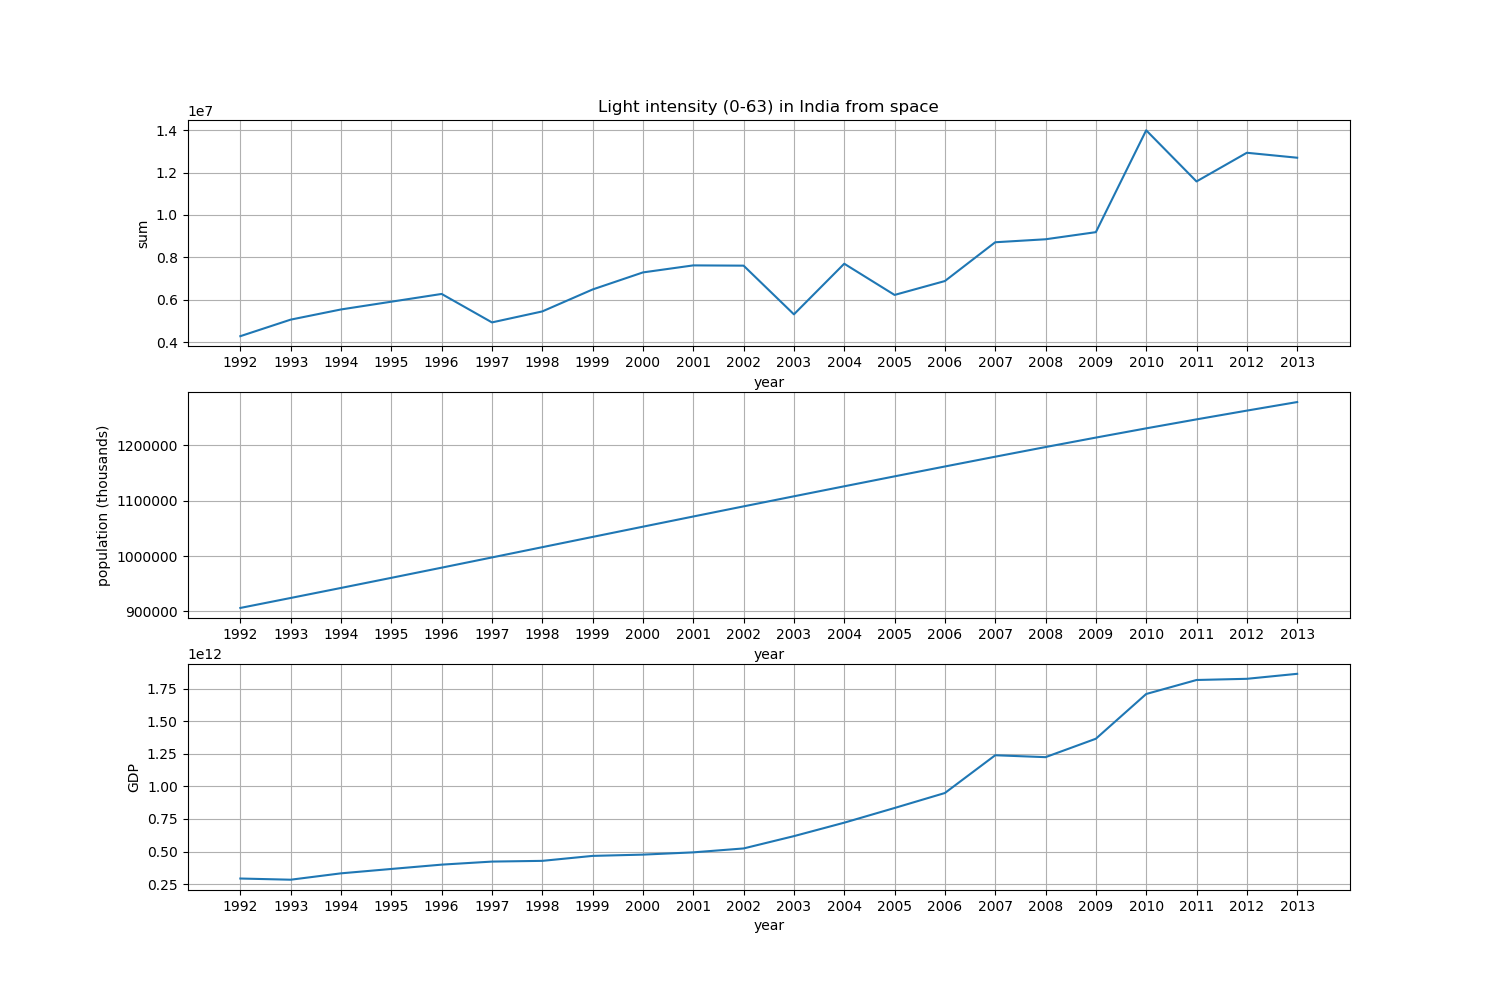 Light intensity (0-63) in India from space
1e7
1.4
1.2
1.0
0.8
0.6
0.4
sum
1992 1993 1994 1995 1996 1997 1998 1999 2000 2001 2002 2003 2004 2005 2006 2007 2008 2009 2010 2011 2012 2013
year
1200000
1100000
1000000
900000
population (thousands)
1992 1993 1994 1995 1996 1997 1998 1999 2000 2001 2002 2003 2004 2005 2006 2007 2008 2009 2010 2011 2012 2013
year
1e12
1.75
1.50
1.25
1.00
0.75
0.50
0.25
GDP
1992 1993 1994 1995 1996 1997 1998 1999 2000 2001 2002 2003 2004 2005 2006 2007 2008 2009 2010 2011 2012 2013
year